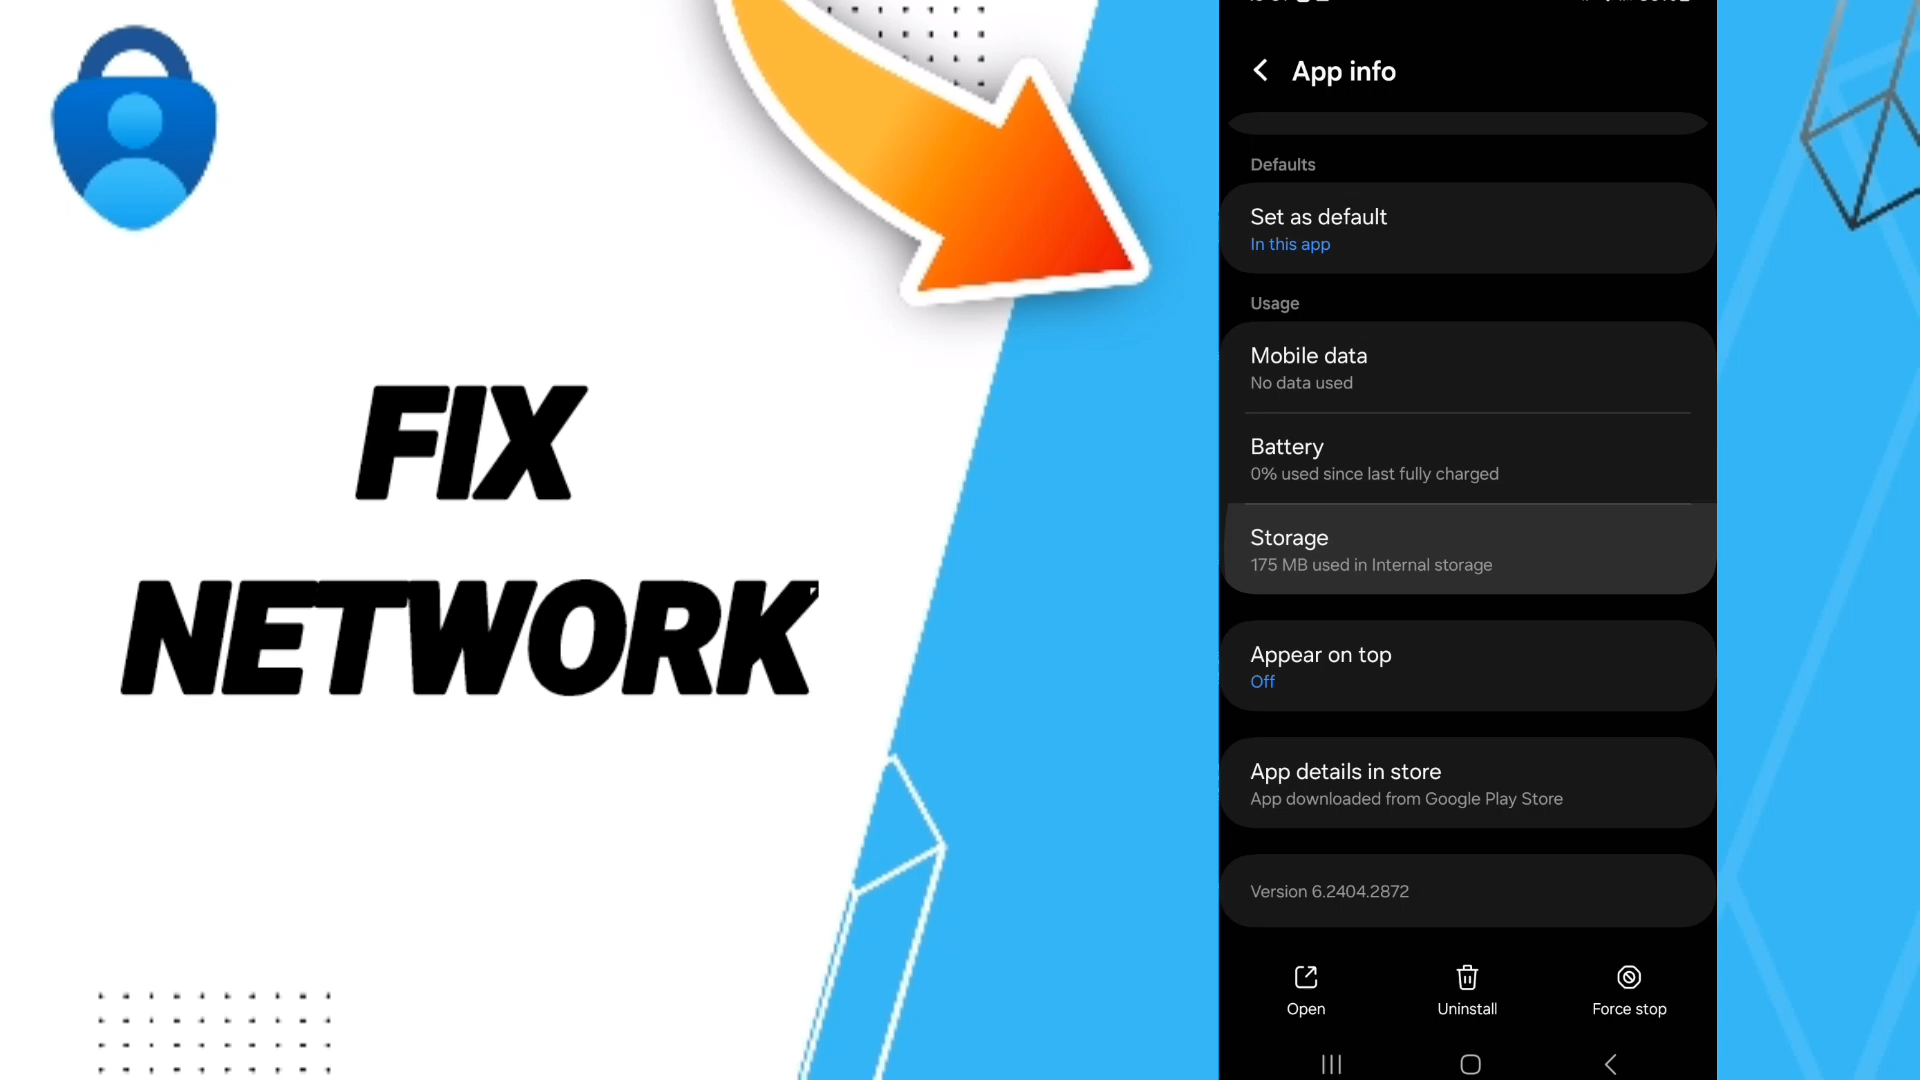 FIX
NETWORK
App info
Defaults
Set as default
In this app
Usage
Mobile data
No data used
Battery
0% used since last fully charged
Storage
175 MB used in Internal storage
Appear on top
Off
App details in store
App downloaded from Google Play Store
Version 6.2404.2872
Open
Uninstall
Force stop